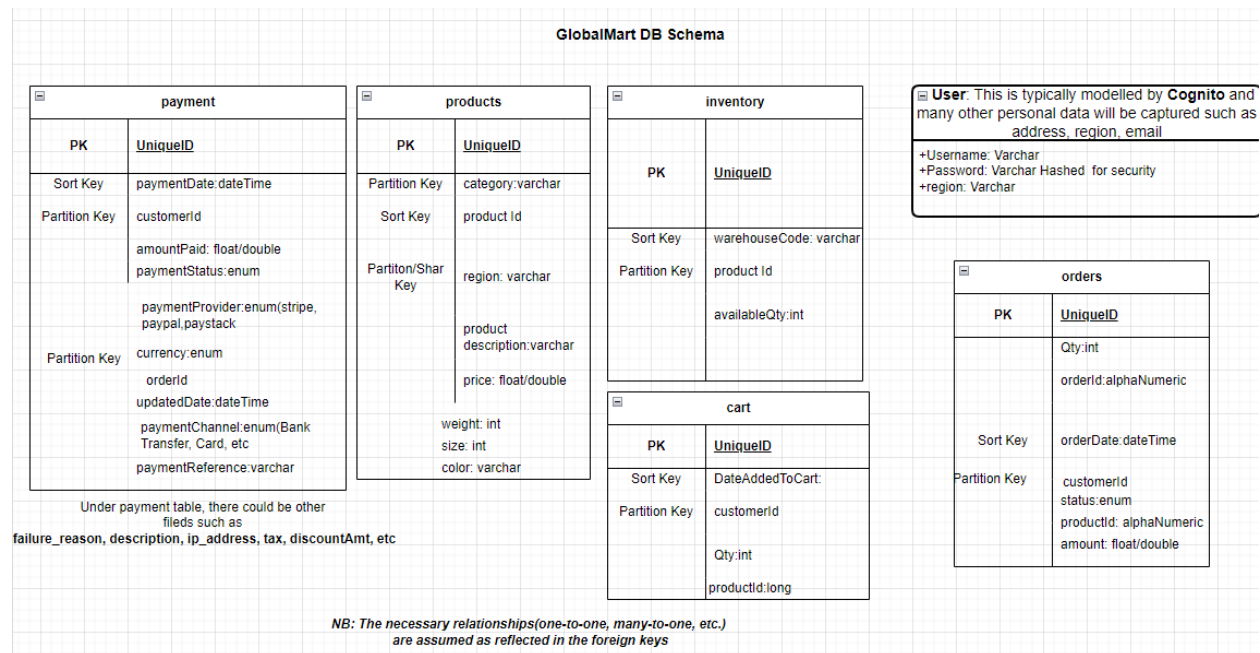 GlobalMart DB Schema
payment
PK UniqueID
Sort Key paymentDate:dateTime
Partition Key customerId
amountPaid: float/double
paymentStatus:enum
paymentProvider:enum(stripe,
paypal,paystack
Partition Key currency:enum
orderId
updatedDate:dateTime
paymentChannel:enum(Bank
Transfer, Card, etc
paymentReference:varchar
Under payment table, there could be other
fileds such as
failure_reason, description, ip_address, tax, discountAmt, etc
products
PK UniqueID
Partition Key category:varchar
Sort Key product Id
Partiton/Shar
Key
region: varchar
product
description:varchar
price: float/double
weight: int
size: int
color: varchar
inventory
PK UniqueID
Sort Key warehouseCode: varchar
Partition Key product Id
availableQty:int
cart
PK UniqueID
Sort Key DateAddedToCart:
Partition Key customerId
Qty:int
productId:long
User: This is typically modelled by Cognito and
many other personal data will be captured such as
address, region, email
+Username: Varchar
+Password: Varchar Hashed for security
+region: Varchar
orders
PK UniqueID
Qty:int
orderId:alphaNumeric
Sort Key orderDate:dateTime
Partition Key customerId
status:enum
productId: alphaNumeric
amount: float/double
NB: The necessary relationships(one-to-one, many-to-one, etc.)
are assumed as reflected in the foreign keys